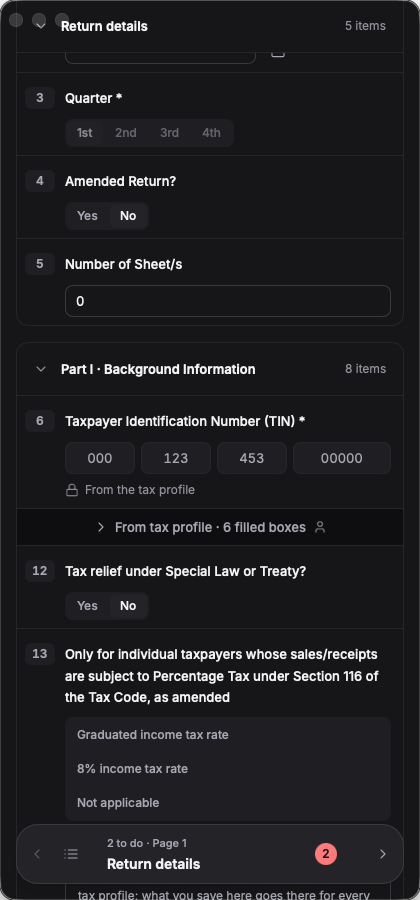 Return details
5 items
3
Quarter *
1st 2nd 3rd 4th
4
Amended Return?
Yes No
5
Number of Sheet/s
0
Part I · Background Information
8 items
6
Taxpayer Identification Number (TIN) *
000 123 453 00000
From the tax profile
From tax profile · 6 filled boxes
12
Tax relief under Special Law or Treaty?
Yes No
13
Only for individual taxpayers whose sales/receipts
are subject to Percentage Tax under Section 116 of
the Tax Code, as amended
Graduated income tax rate
8% income tax rate
Not applicable
2 to do · Page 1
Return details
2
tax profile; what you save here goes there for every